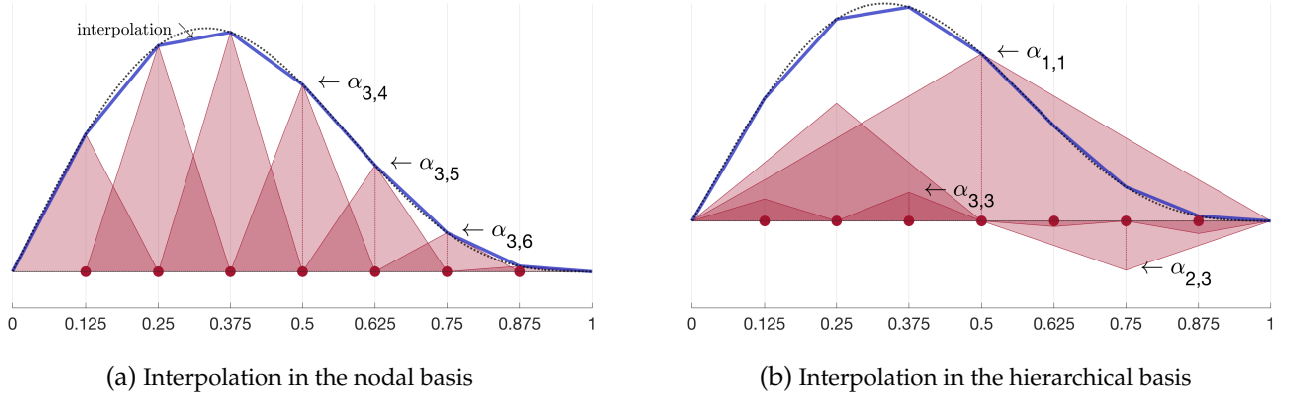 interpolation
← α3,4
← α3,5
← α3,6
0 0.125 0.25 0.375 0.5 0.625 0.75 0.875 1
(a) Interpolation in the nodal basis
← α1,1
← α3,3
← α2,3
0 0.125 0.25 0.375 0.5 0.625 0.75 0.875 1
(b) Interpolation in the hierarchical basis